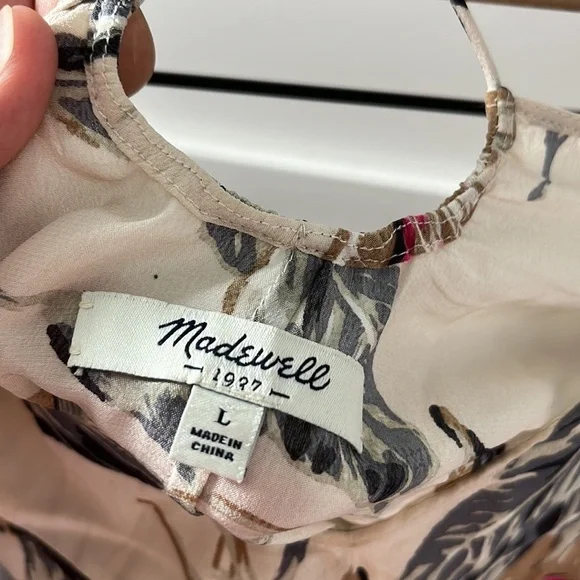 Madewell
— 1937 —
L
MADE IN
CHINA